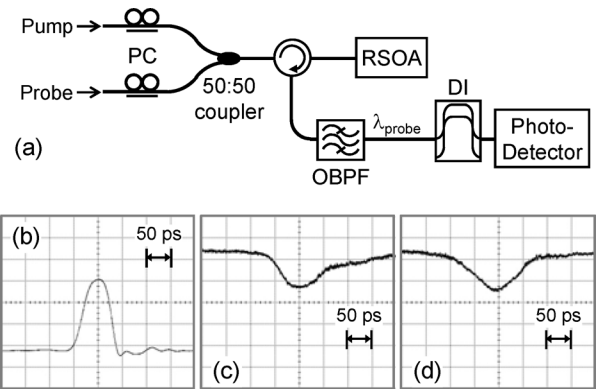 Pump
PC
Probe
50:50
coupler
RSOA
(a)
OBPF
λprobe
DI
Photo-
Detector
(b)
50 ps
(c)
50 ps
(d)
50 ps